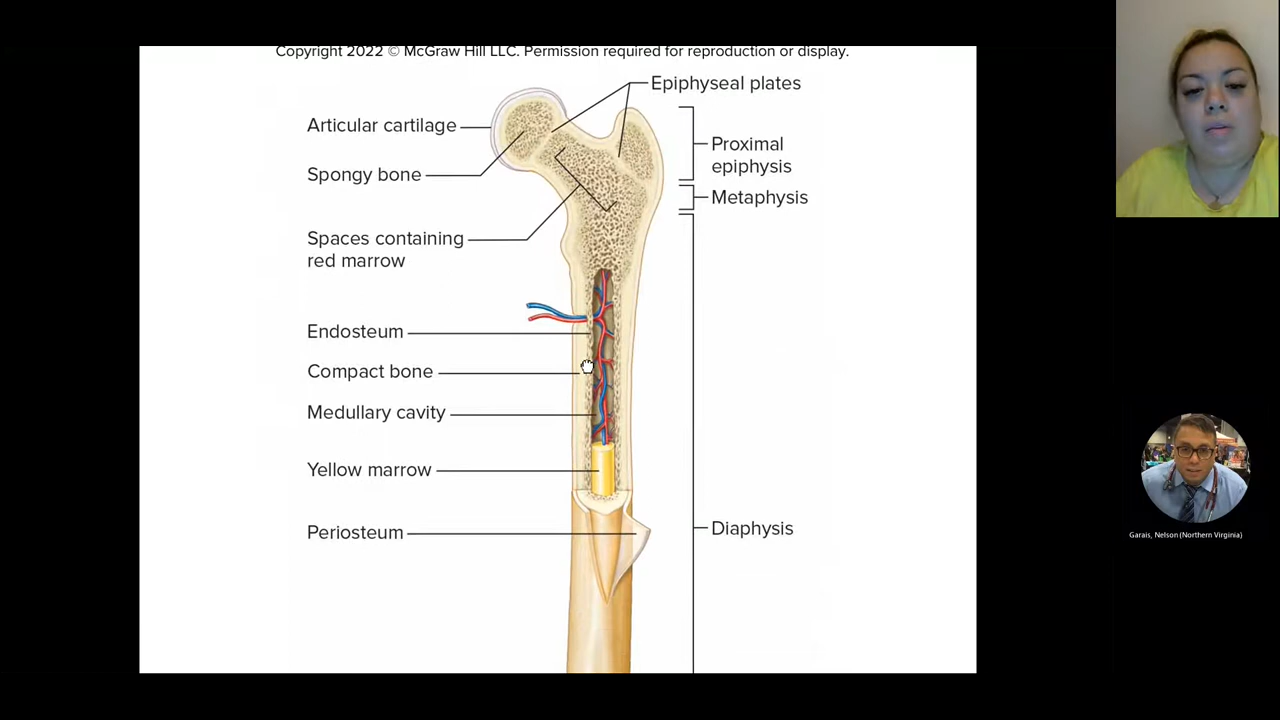 Copyright 2022 © McGraw Hill LLC. Permission required for reproduction or display.
Epiphyseal plates
Articular cartilage
Proximal
epiphysis
Spongy bone
Metaphysis
Spaces containing
red marrow
Endosteum
Compact bone
Medullary cavity
Yellow marrow
Periosteum
Diaphysis
Garais, Nelson (Northern Virginia)